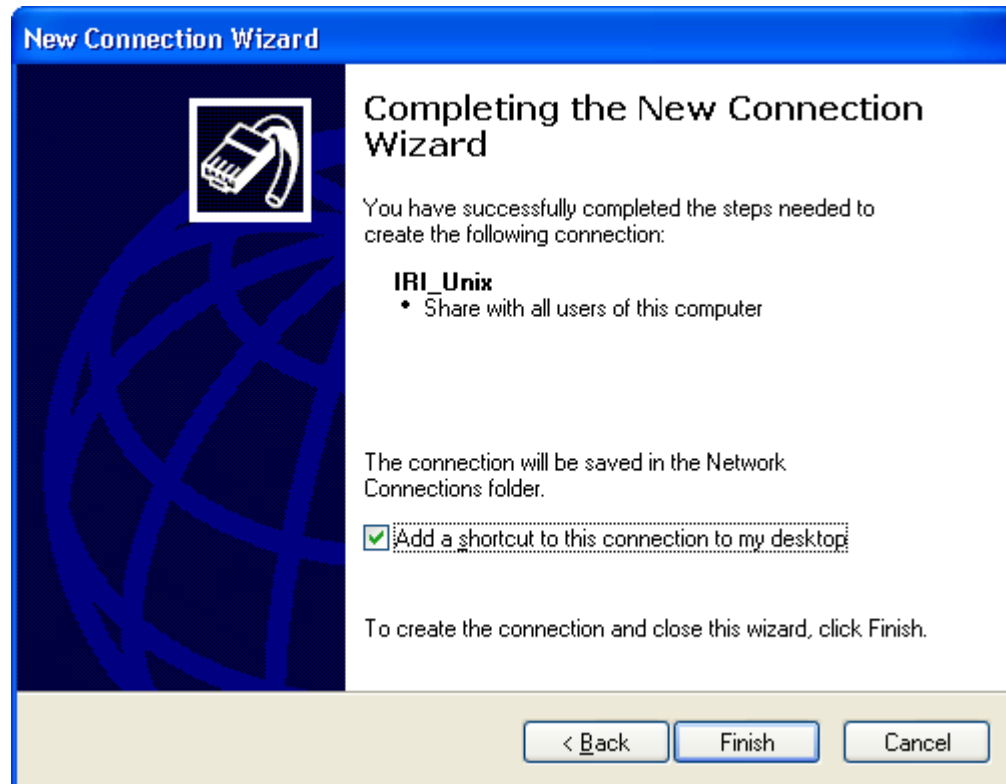 New Connection Wizard
Completing the New Connection
Wizard
You have successfully completed the steps needed to
create the following connection:
IRI_Unix
• Share with all users of this computer
The connection will be saved in the Network
Connections folder.
Add a shortcut to this connection to my desktop
To create the connection and close this wizard, click Finish.
< Back Finish Cancel